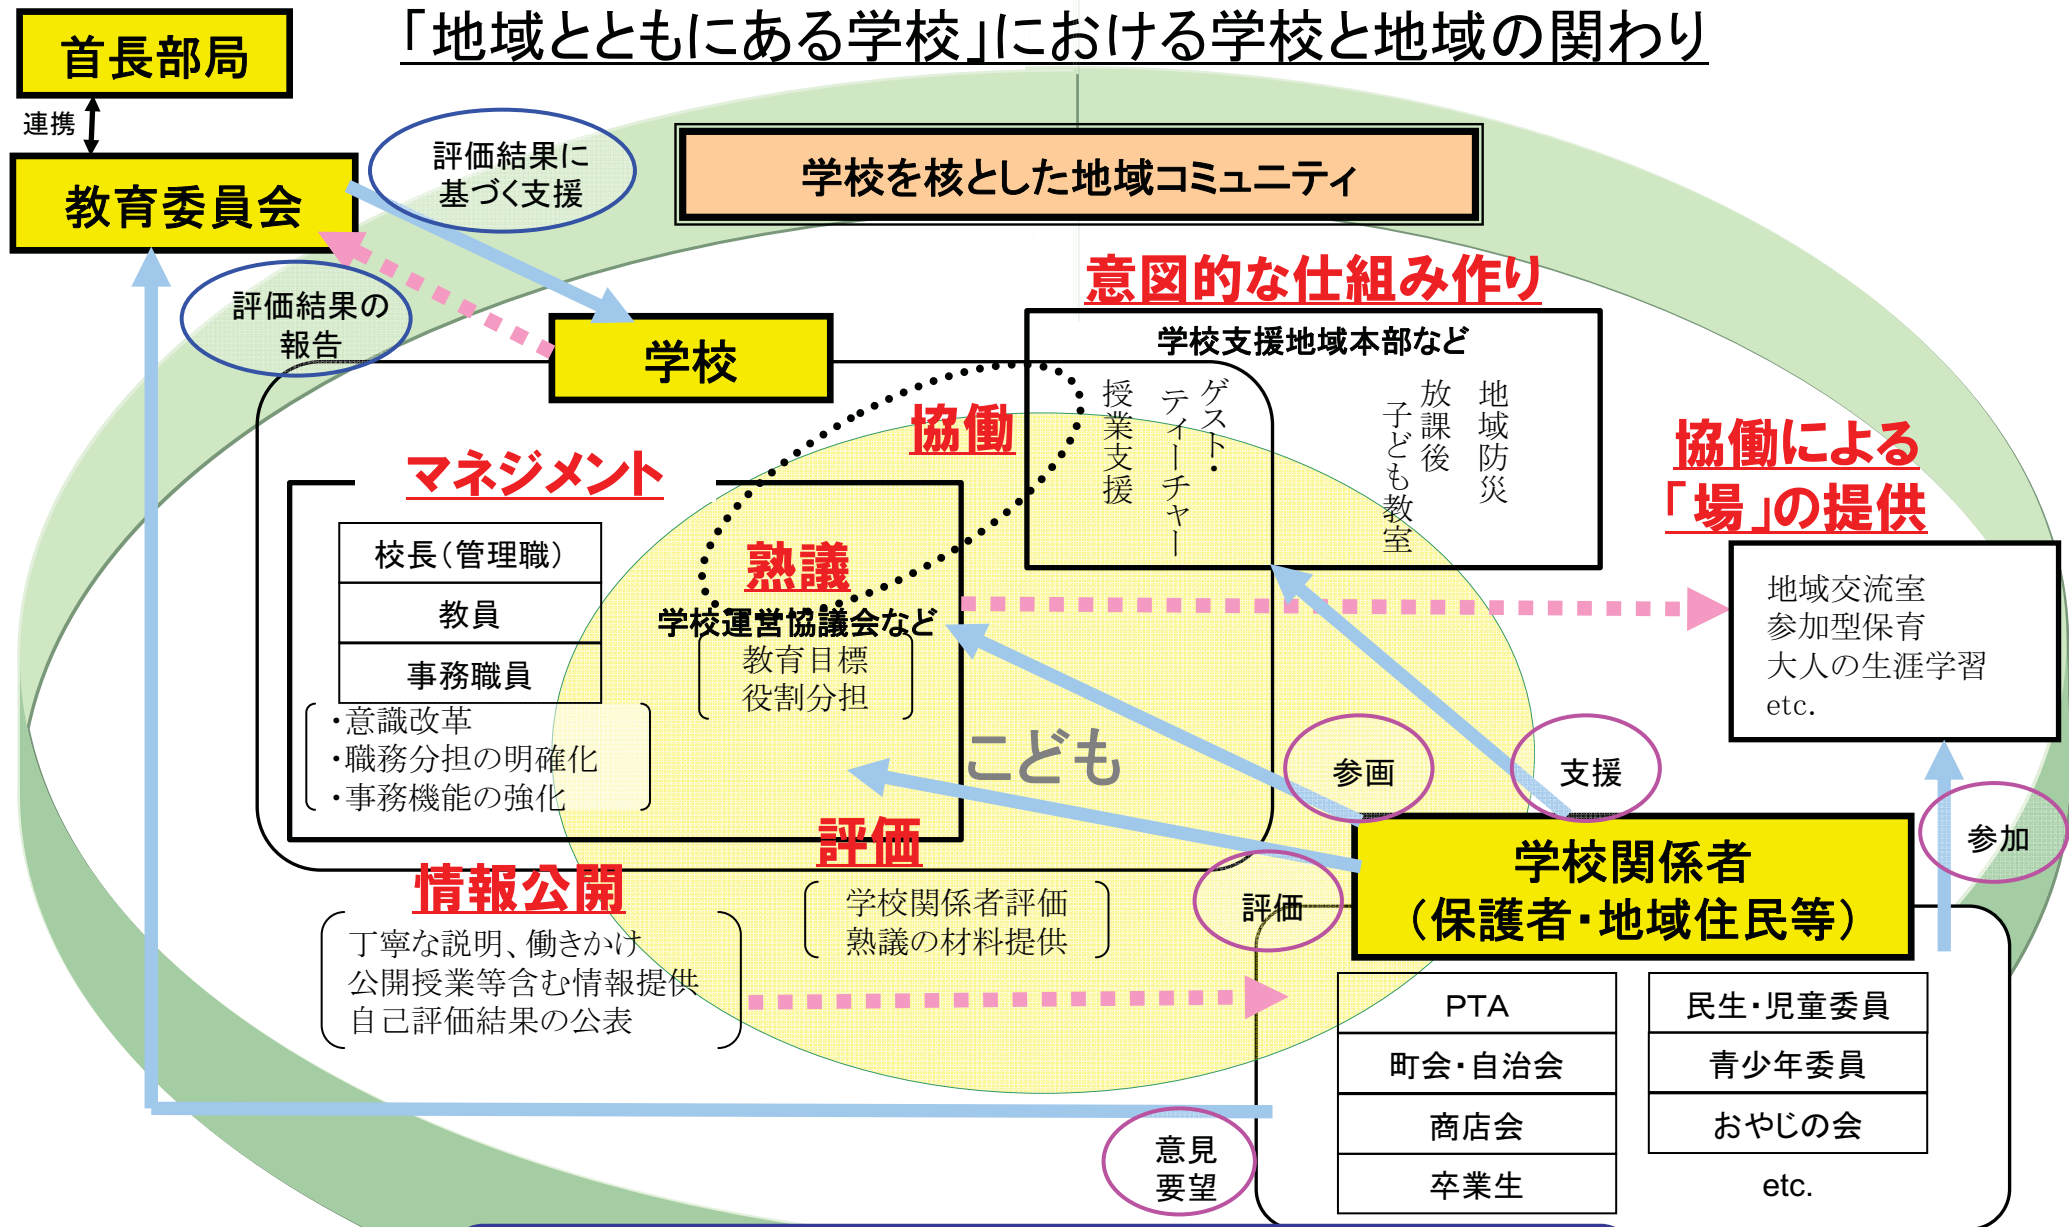 「地域とともにある学校」における学校と地域の関わり
首長部局
連携
教育委員会
評価結果に
基づく支援
学校を核とした地域コミュニティ
評価結果の
報告
学校
意図的な仕組み作り
学校支援地域本部など
授業支援
ゲスト・
ティーチャー
放課後
子ども教室
地域防災
協働
協働による
「場」の提供
地域交流室
参加型保育
大人の生涯学習
etc.
マネジメント
校長（管理職）
教員
事務職員
・意識改革
・職務分担の明確化
・事務機能の強化
熟議
学校運営協議会など
教育目標
役割分担
こども
参画
支援
参加
評価
学校関係者評価
熟議の材料提供
評価
情報公開
丁寧な説明、働きかけ
公開授業等含む情報提供
自己評価結果の公表
学校関係者
（保護者・地域住民等）
PTA
町会・自治会
商店会
卒業生
民生・児童委員
青少年委員
おやじの会
etc.
意見
要望